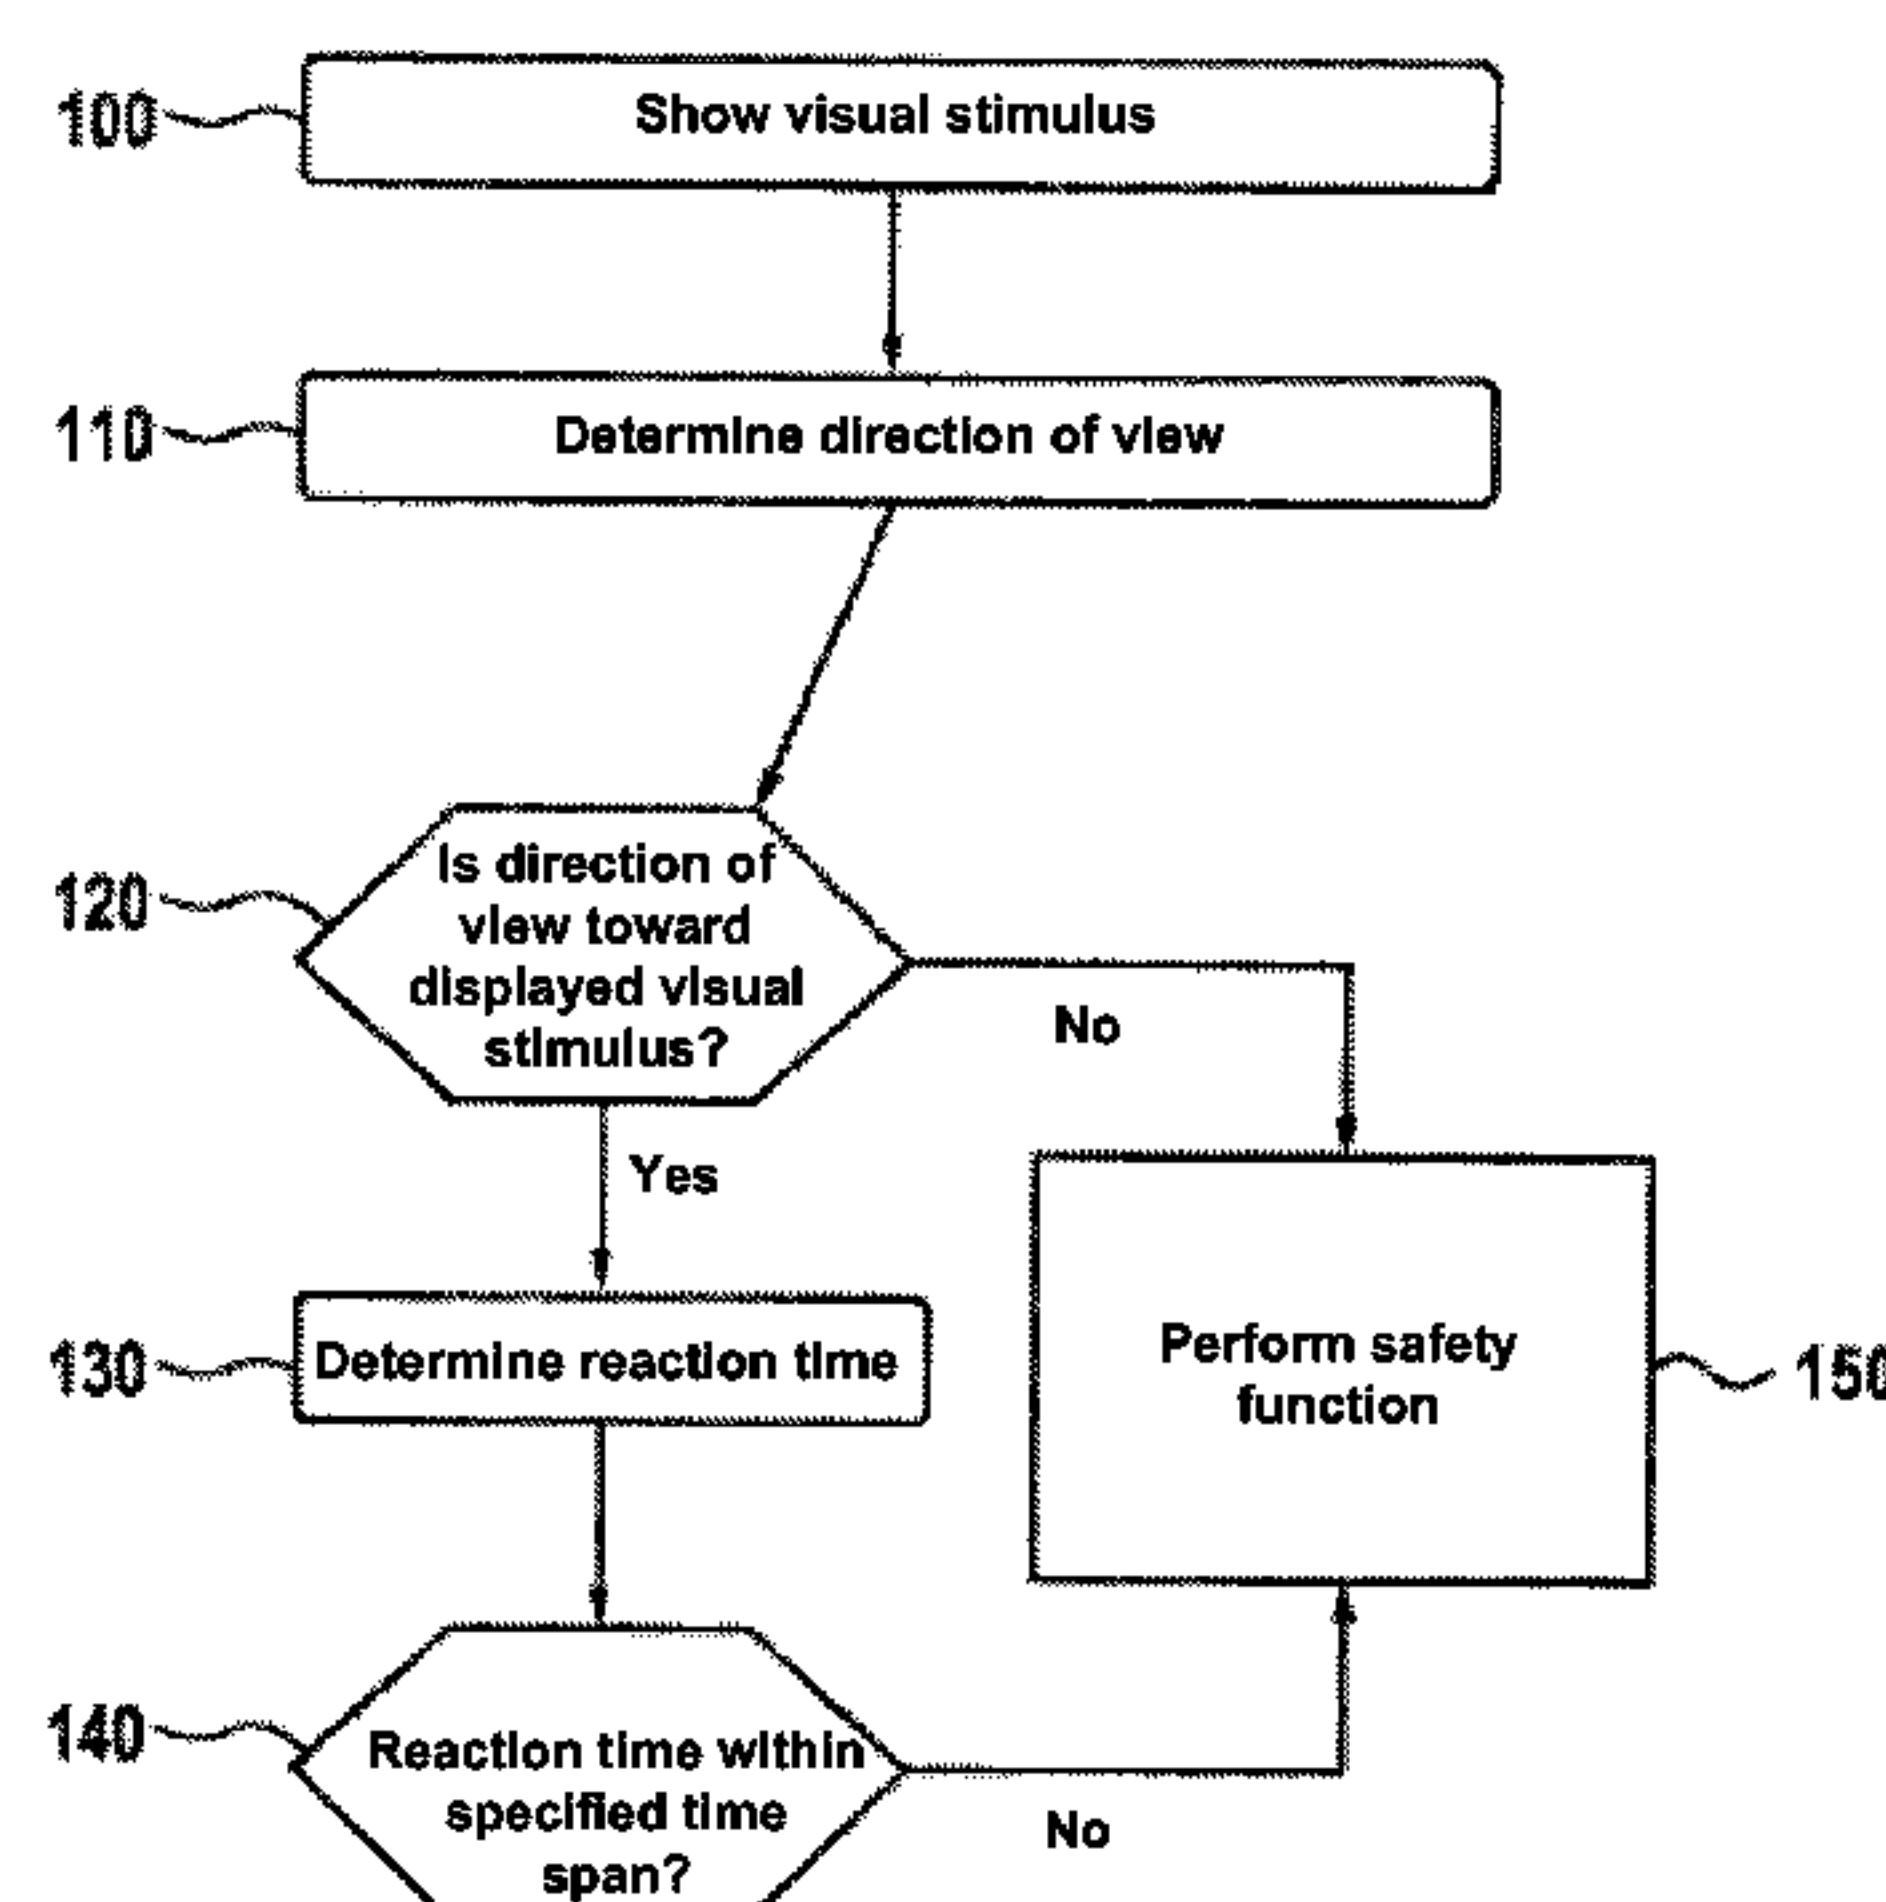 100
Show visual stimulus
110
Determine direction of view
120
Is direction of
view toward
displayed visual
stimulus?
No
Yes
130
Determine reaction time
Perform safety
function
150
140
Reaction time within
specified time
span?
No